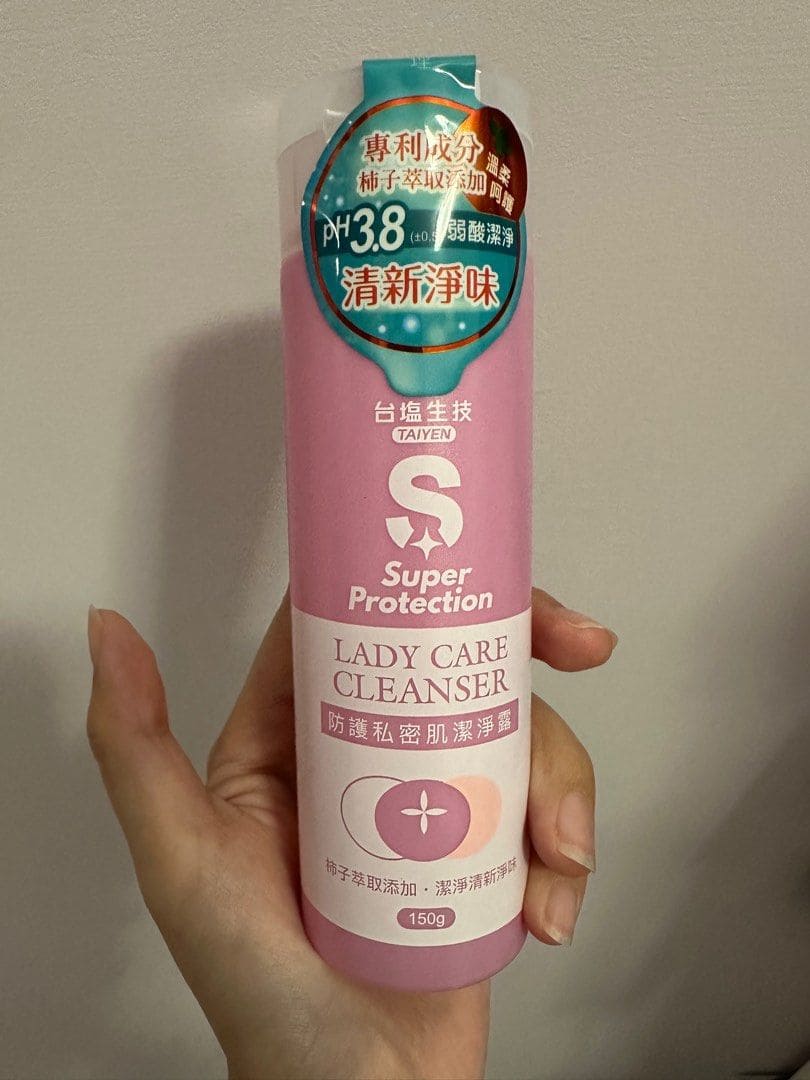 理
專利成分
柿子萃取添加
溫柔
呵護
pH3.8 弱酸潔淨
清新淨味
台塩生技
TAIYEN
S
Super
Protection
LADY CARE
CLEANSER
防護私密肌潔淨露
柿子萃取添加・潔淨清新淨味
150g